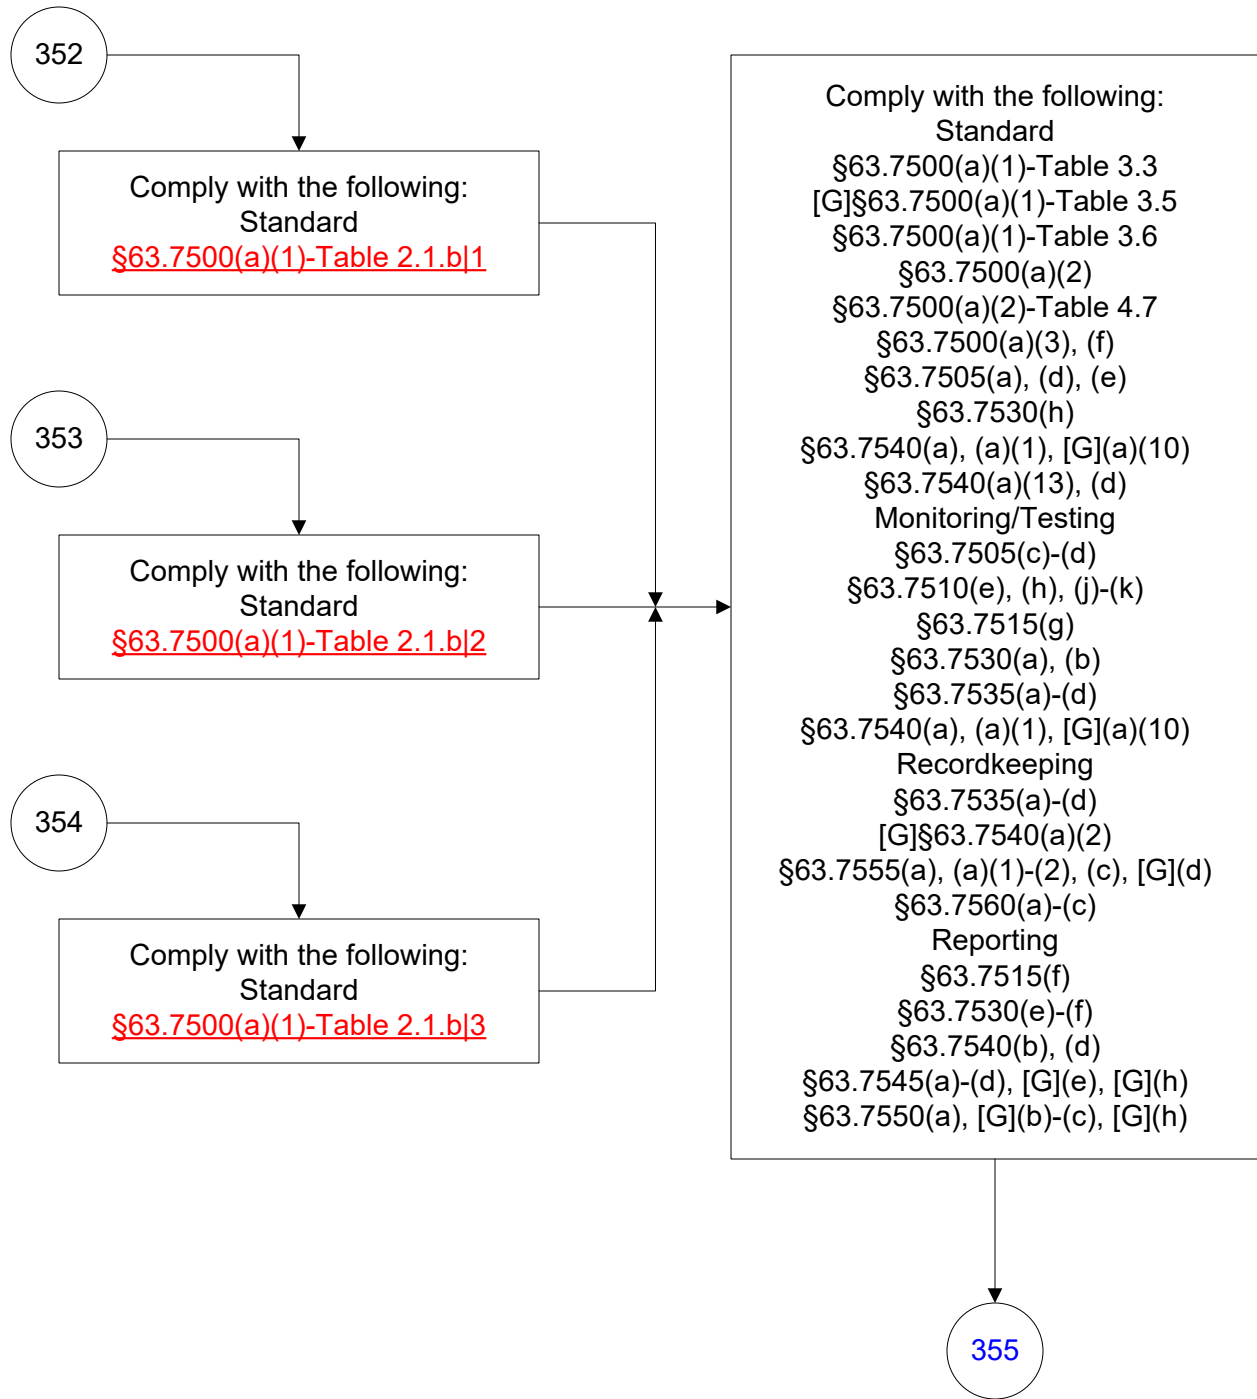 352
Comply with the following:
Standard
§63.7500(a)(1)-Table 2.1.b|1
353
Comply with the following:
Standard
§63.7500(a)(1)-Table 2.1.b|2
354
Comply with the following:
Standard
§63.7500(a)(1)-Table 2.1.b|3
Comply with the following:
Standard
§63.7500(a)(1)-Table 3.3
[G]§63.7500(a)(1)-Table 3.5
§63.7500(a)(1)-Table 3.6
§63.7500(a)(2)
§63.7500(a)(2)-Table 4.7
§63.7500(a)(3), (f)
§63.7505(a), (d), (e)
§63.7530(h)
§63.7540(a), (a)(1), [G](a)(10)
§63.7540(a)(13), (d)
Monitoring/Testing
§63.7505(c)-(d)
§63.7510(e), (h), (j)-(k)
§63.7515(g)
§63.7530(a), (b)
§63.7535(a)-(d)
§63.7540(a), (a)(1), [G](a)(10)
Recordkeeping
§63.7535(a)-(d)
[G]§63.7540(a)(2)
§63.7555(a), (a)(1)-(2), (c), [G](d)
§63.7560(a)-(c)
Reporting
§63.7515(f)
§63.7530(e)-(f)
§63.7540(b), (d)
§63.7545(a)-(d), [G](e), [G](h)
§63.7550(a), [G](b)-(c), [G](h)
355